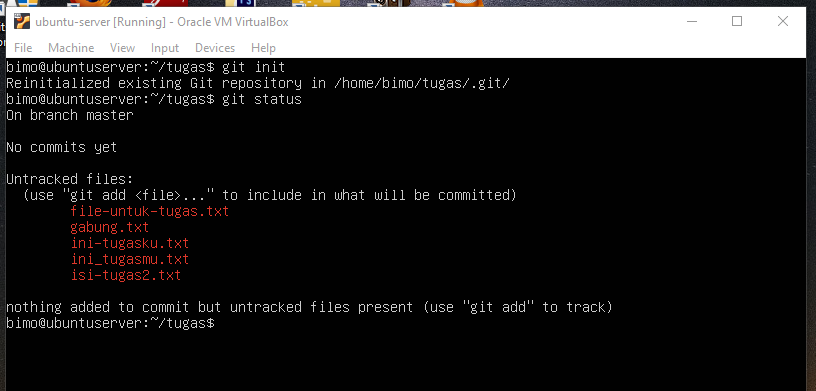 ubuntu-server [Running] - Oracle VM VirtualBox
File Machine View Input Devices Help
bimo@ubuntuserver:~/tugas$ git init
Reinitialized existing Git repository in /home/bimo/tugas/.git/
bimo@ubuntuserver:~/tugas$ git status
On branch master
No commits yet
Untracked files:
(use "git add <file>..." to include in what will be committed)
file-untuk-tugas.txt
gabung.txt
ini-tugasku.txt
ini_tugasmu.txt
isi-tugas2.txt
nothing added to commit but untracked files present (use "git add" to track)
bimo@ubuntuserver:~/tugas$